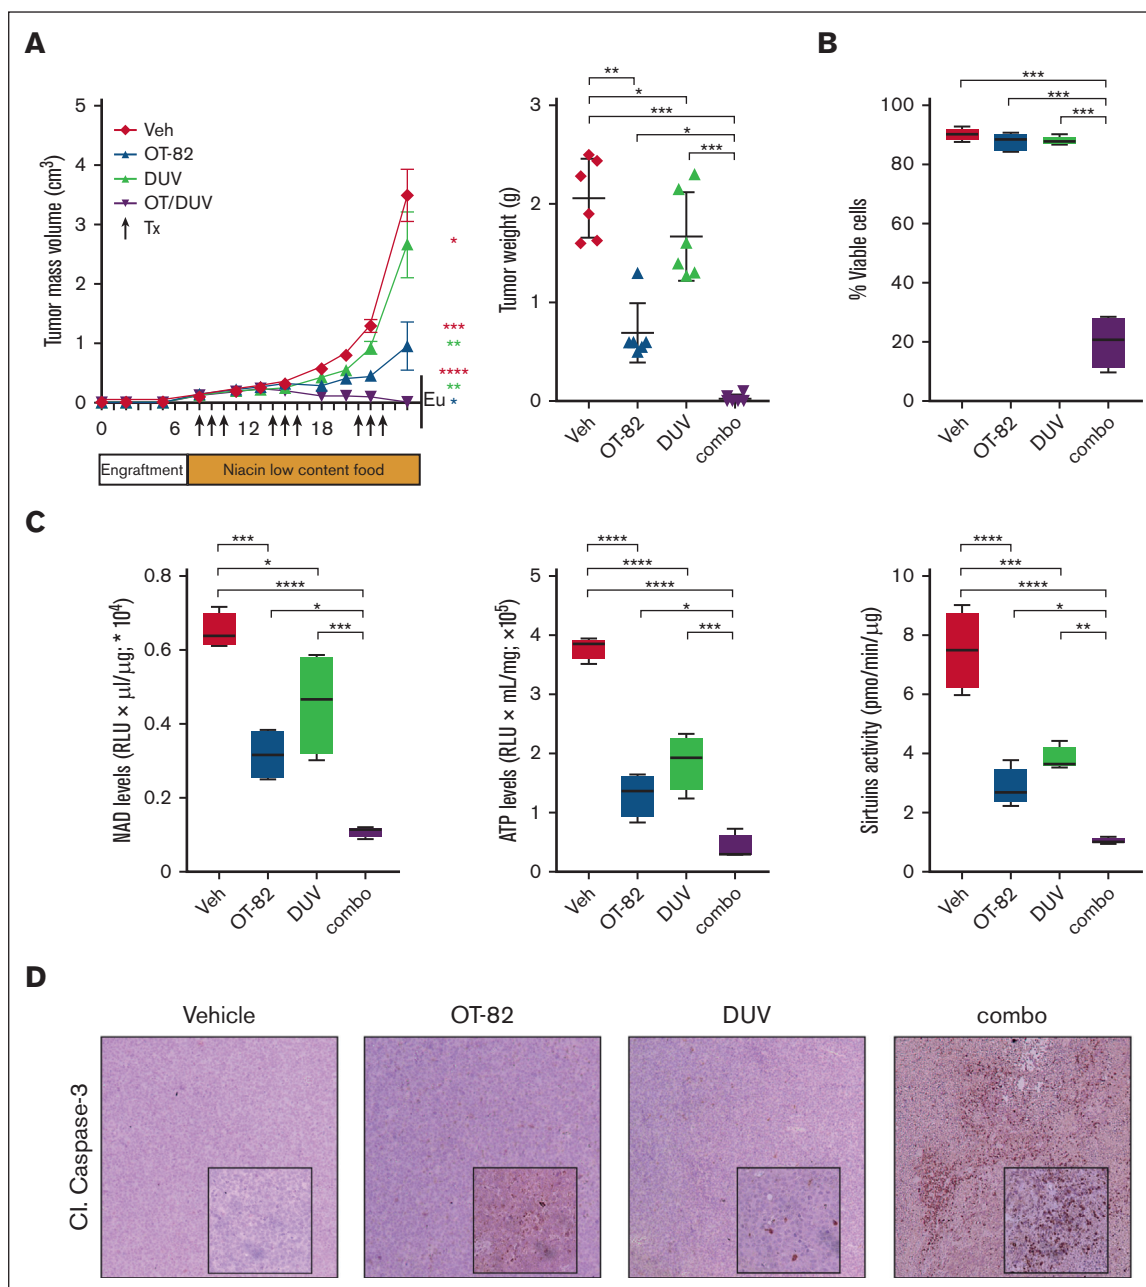 A
B
Tumor mass volume (cm³)
5
4
3
2
1
0
Veh
OT-82
DUV
OT/DUV
Tx
*
***
**
****
**
*
Eu
0 6 12 18
Engraftment
Niacin low content food
Tumor weight (g)
3
2
1
0
**
*
***
*
***
Veh
OT-82
DUV
combo
% Viable cells
100
80
60
40
20
0
***
***
***
Veh
OT-82
DUV
combo
C
NAD levels (RLU × µl/µg; * 10⁴)
0.8
0.6
0.4
0.2
0
***
*
****
*
***
Veh
OT-82
DUV
combo
ATP levels (RLU × mL/mg; ×10⁵)
5
4
3
2
1
0
****
****
****
*
***
Veh
OT-82
DUV
combo
Sirtuins activity (pmo/min/µg)
10
8
6
4
2
0
****
***
****
*
**
Veh
OT-82
DUV
combo
D
Vehicle OT-82 DUV combo
Cl. Caspase-3